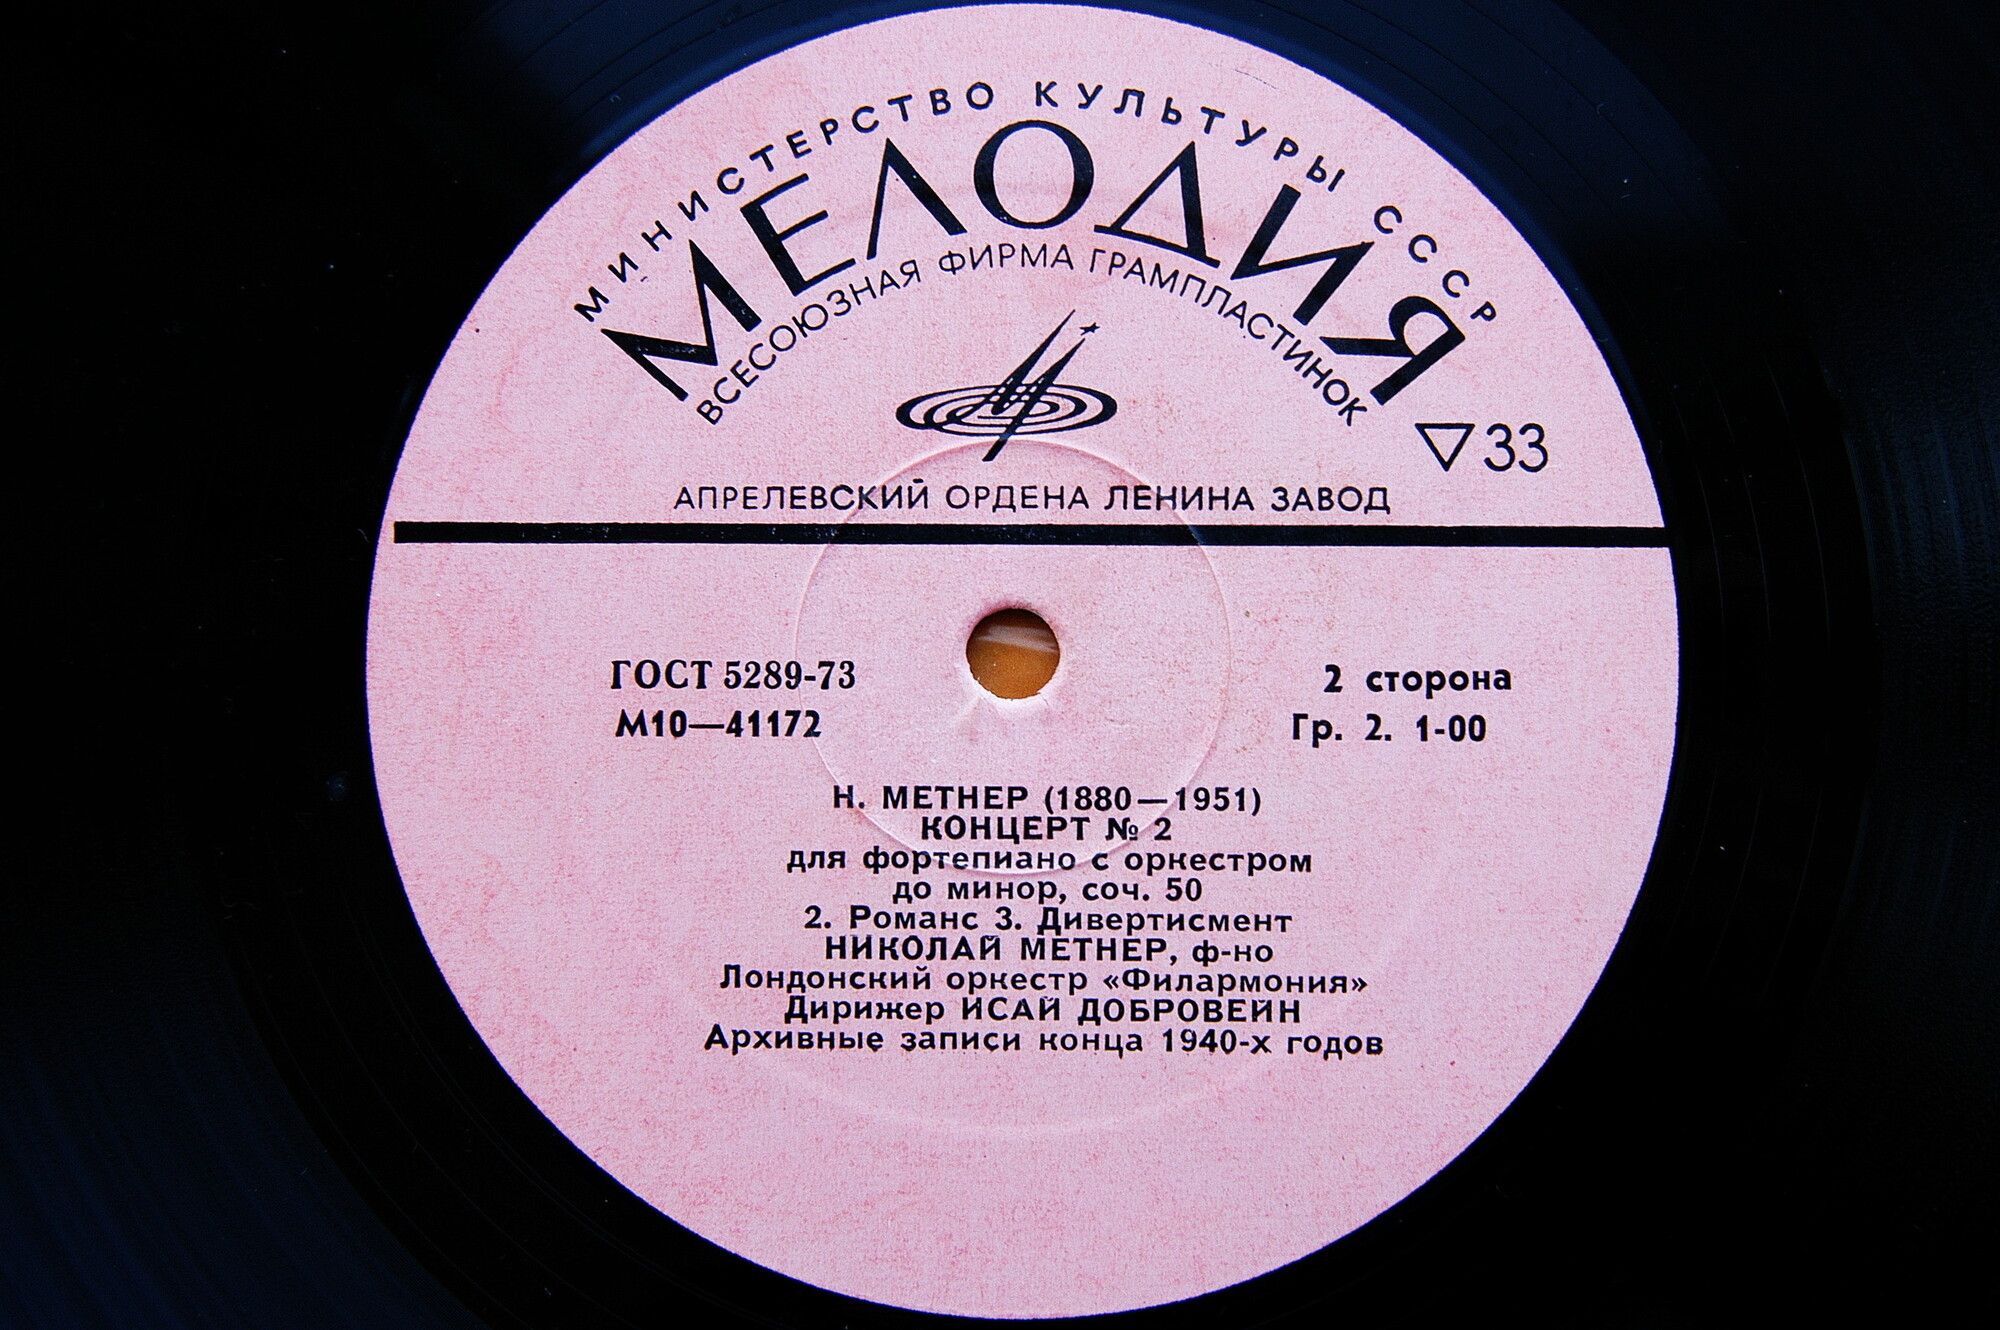 МИНИСТЕРСТВО КУЛЬТУРЫ СССР
МЕЛОДИЯ
ВСЕСОЮЗНАЯ ФИРМА ГРАМПЛАСТИНОК
▽33
АПРЕЛЕВСКИЙ ОРДЕНА ЛЕНИНА ЗАВОД
ГОСТ 5289-73
М10—41172
2 сторона
Гр. 2. 1-00
Н. МЕТНЕР (1880—1951)
КОНЦЕРТ № 2
для фортепиано с оркестром
до минор, соч. 50
2. Романс 3. Дивертисмент
НИКОЛАЙ МЕТНЕР, ф-но
Лондонский оркестр «Филармония»
Дирижер ИСАЙ ДОБРОВЕЙН
Архивные записи конца 1940-х годов